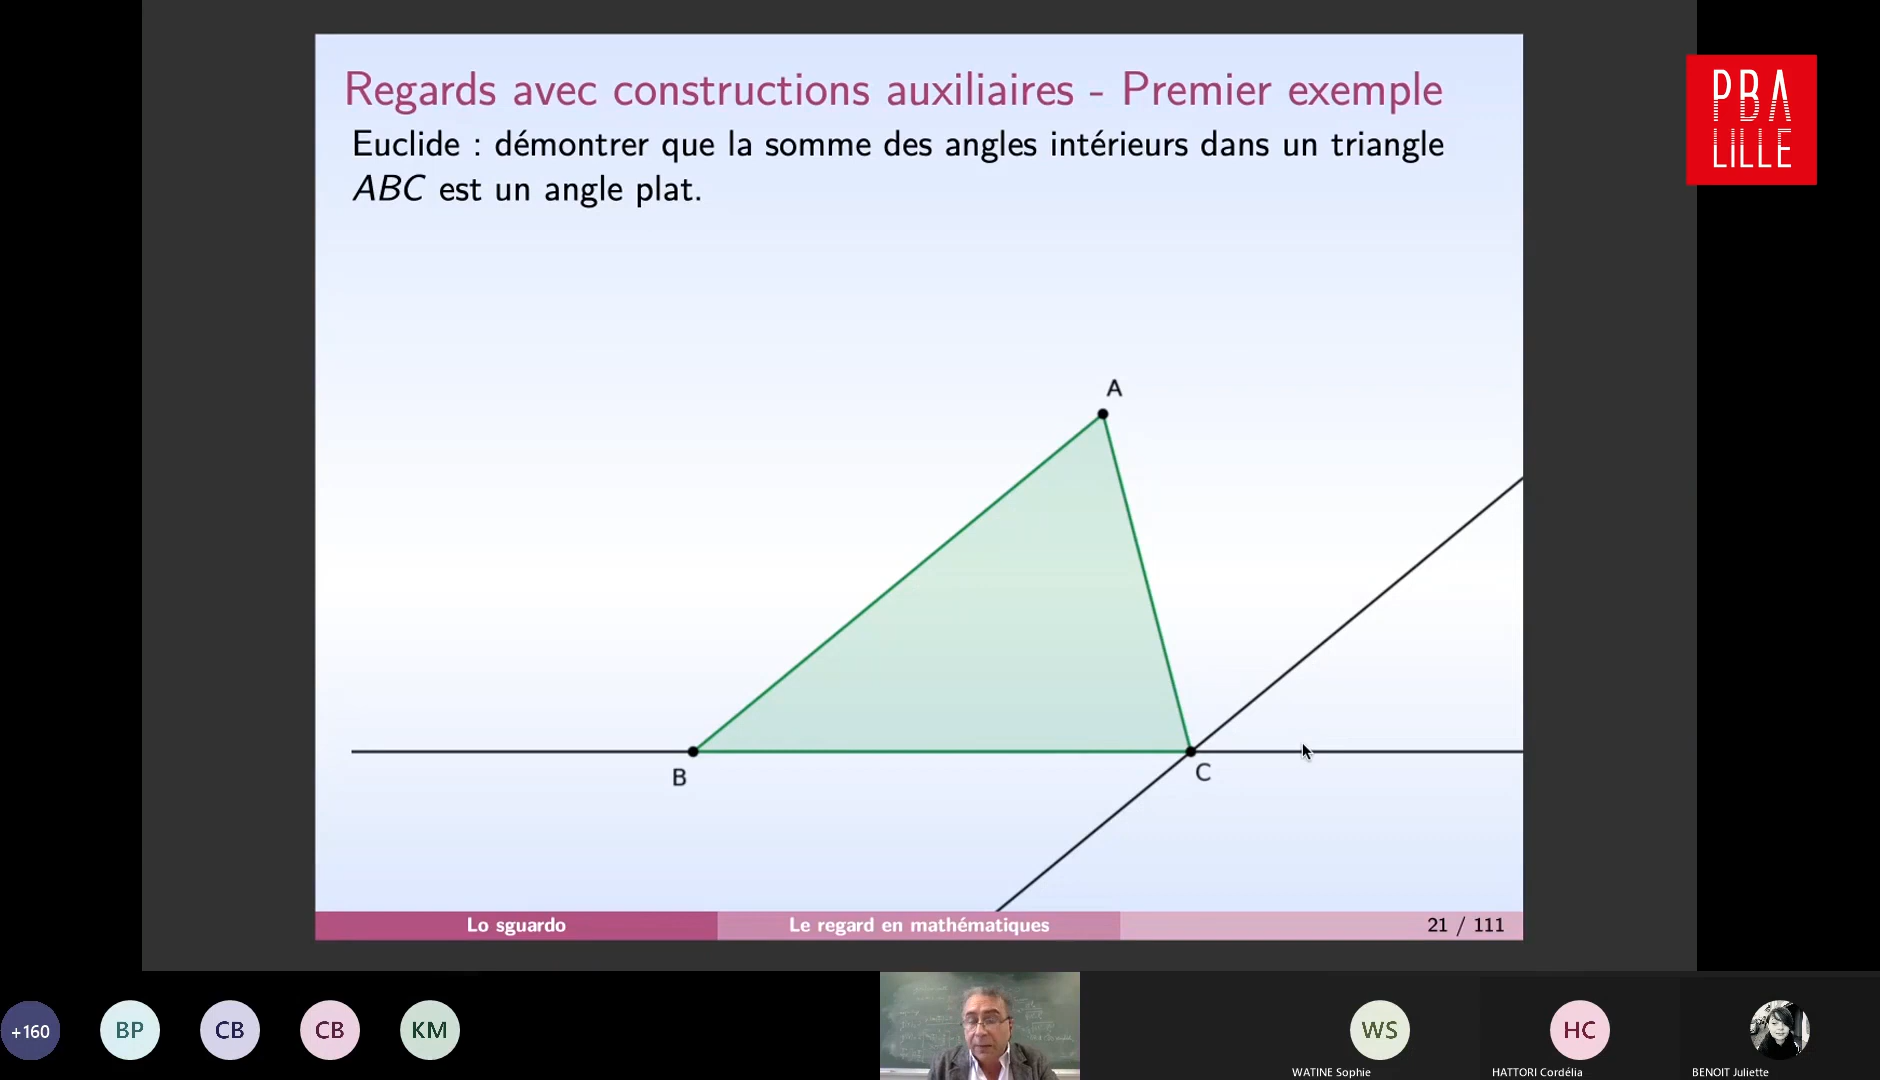 Regards avec constructions auxiliaires - Premier exemple
Euclide : démontrer que la somme des angles intérieurs dans un triangle
ABC est un angle plat.
PBA
LILLE
A
B
C
Lo sguardo
Le regard en mathématiques
21 / 111
+160
BP
CB
CB
KM
WS
HC
WATINE Sophie
HATTORI Cordélia
BENOIT Juliette